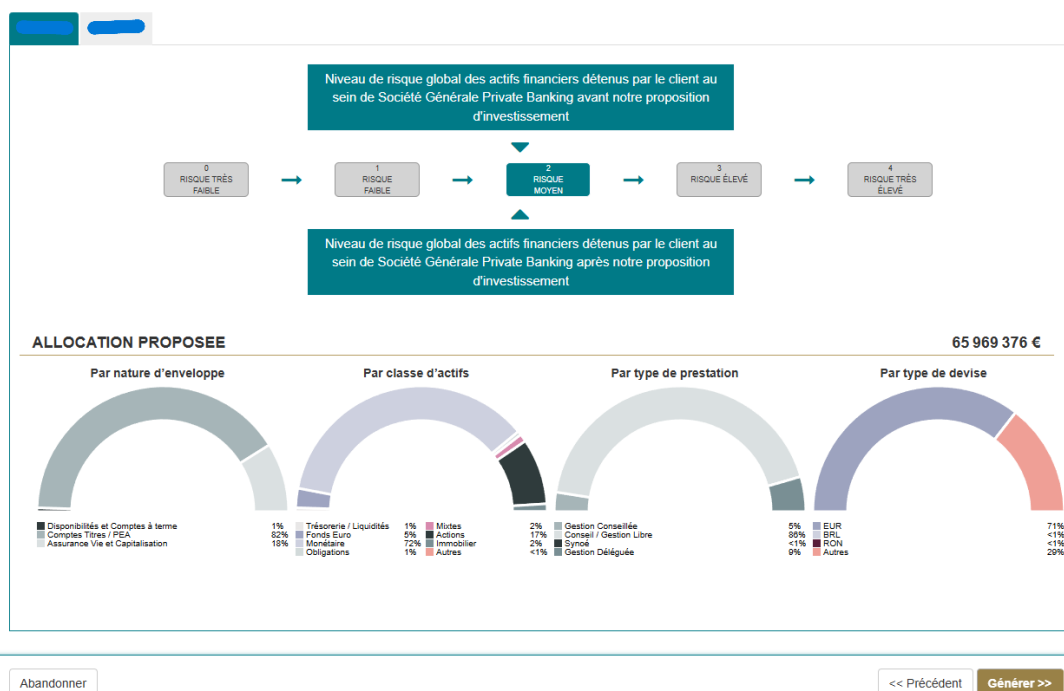 Niveau de risque global des actifs financiers détenus par le client au
sein de Société Générale Private Banking avant notre proposition
d'investissement
0
RISQUE TRÈS
FAIBLE
1
RISQUE
FAIBLE
2
RISQUE
MOYEN
3
RISQUE ÉLEVÉ
4
RISQUE TRÈS
ÉLEVÉ
Niveau de risque global des actifs financiers détenus par le client au
sein de Société Générale Private Banking après notre proposition
d'investissement
ALLOCATION PROPOSEE 65 969 376 €
Par nature d'enveloppe
Disponibilités et Comptes à terme 1%
Comptes Titres / PEA 82%
Assurance Vie et Capitalisation 18%
Par classe d'actifs
Trésorerie / Liquidités 1%
Fonds Euro 5%
Monétaire 72%
Obligations 1%
Mixtes 2%
Actions 17%
Immobilier 2%
Autres <1%
Par type de prestation
Gestion Conseillée 5%
Conseil / Gestion Libre 86%
Synoé <1%
Gestion Déléguée 9%
Par type de devise
EUR 71%
BRL <1%
RON <1%
Autres 29%
Abandonner
<< Précédent
Générer >>